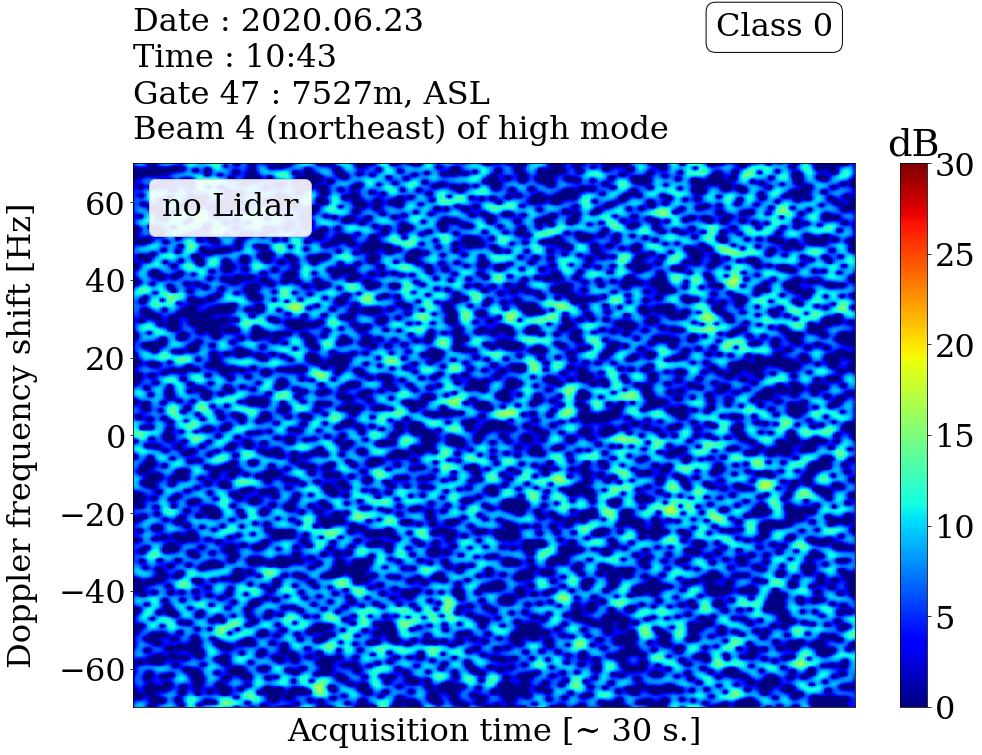 Date : 2020.06.23
Time : 10:43
Gate 47 : 7527m, ASL
Beam 4 (northeast) of high mode
Class 0
dB
no Lidar
Doppler frequency shift [Hz]
60
40
20
0
−20
−40
−60
30
25
20
15
10
5
0
Acquisition time [~ 30 s.]